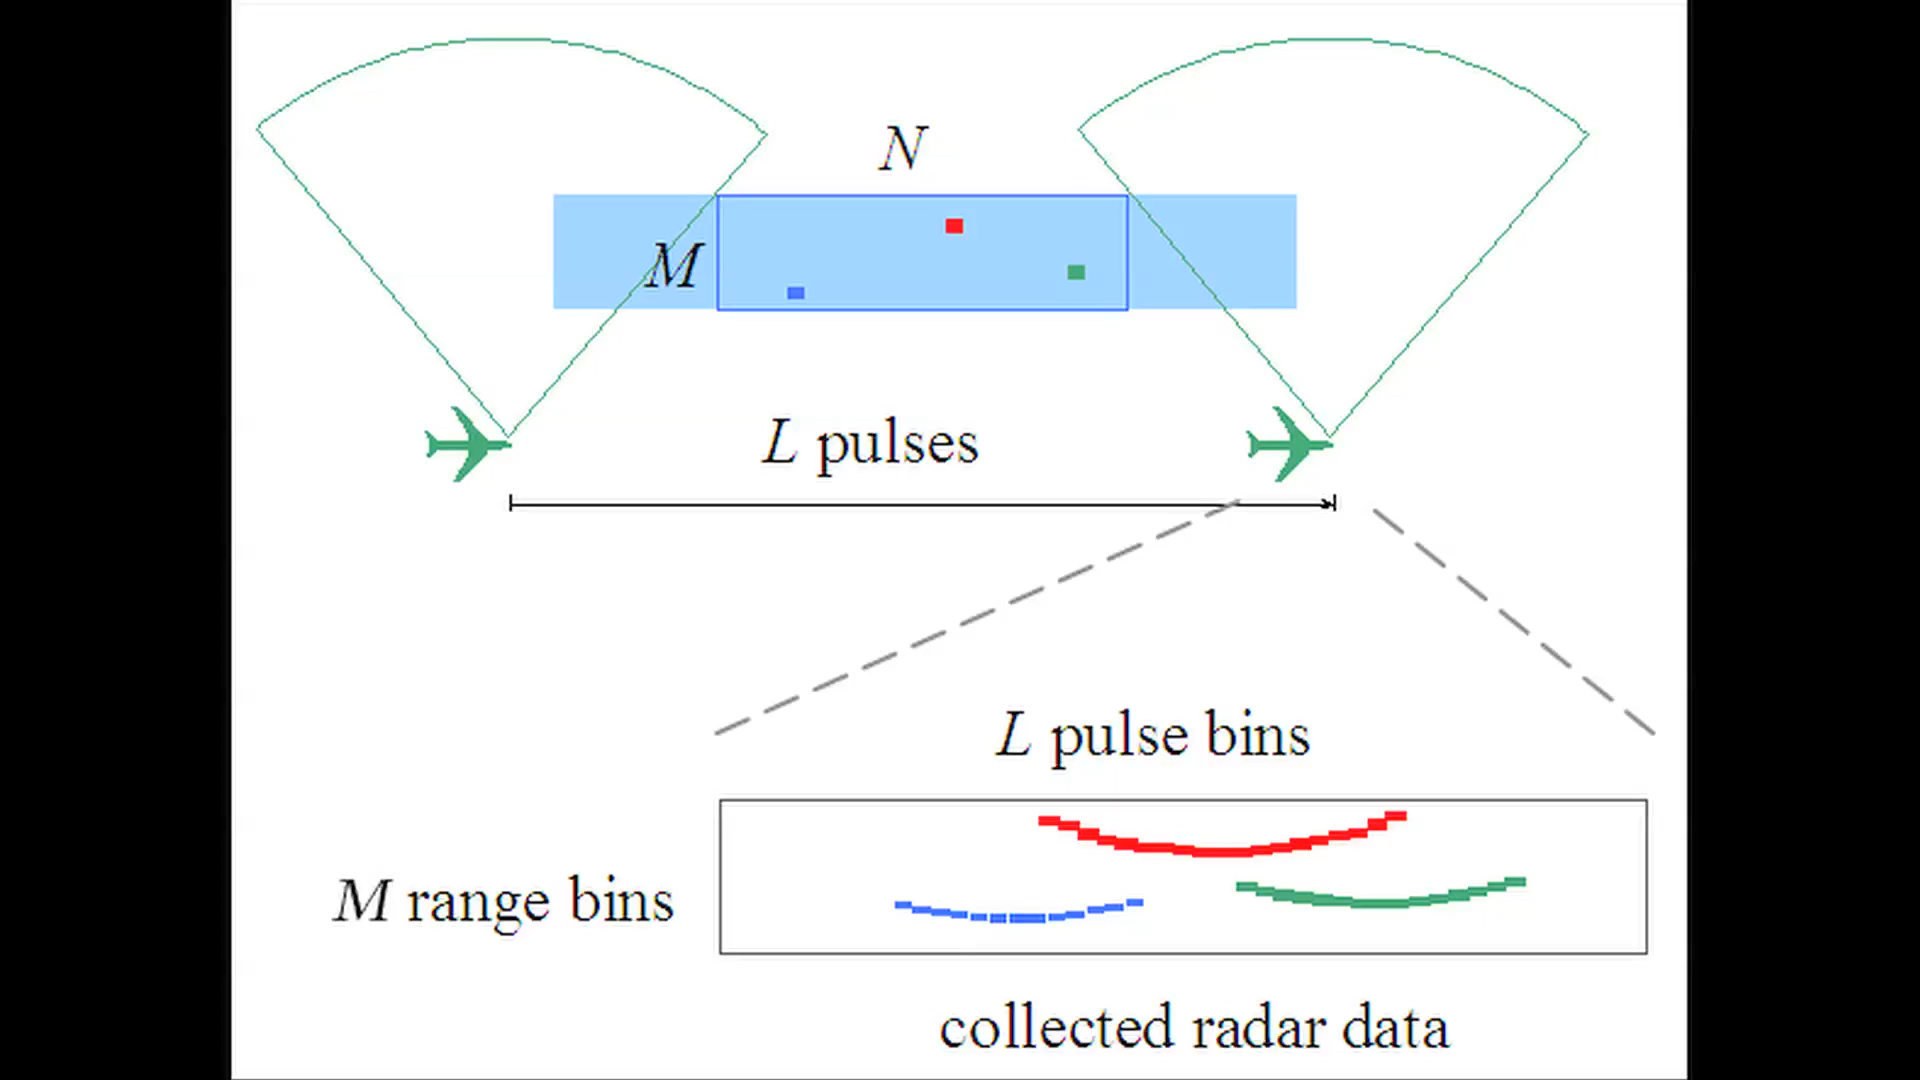 N
M
L pulses
L pulse bins
M range bins
collected radar data